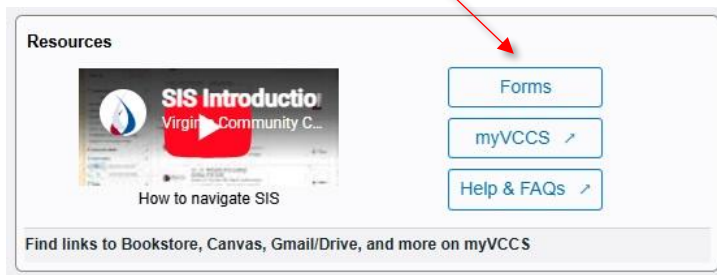 Resources
SIS Introductio
Virgin Community C...
How to navigate SIS
Forms
myVCCS ↗
Help & FAQs ↗
Find links to Bookstore, Canvas, Gmail/Drive, and more on myVCCS